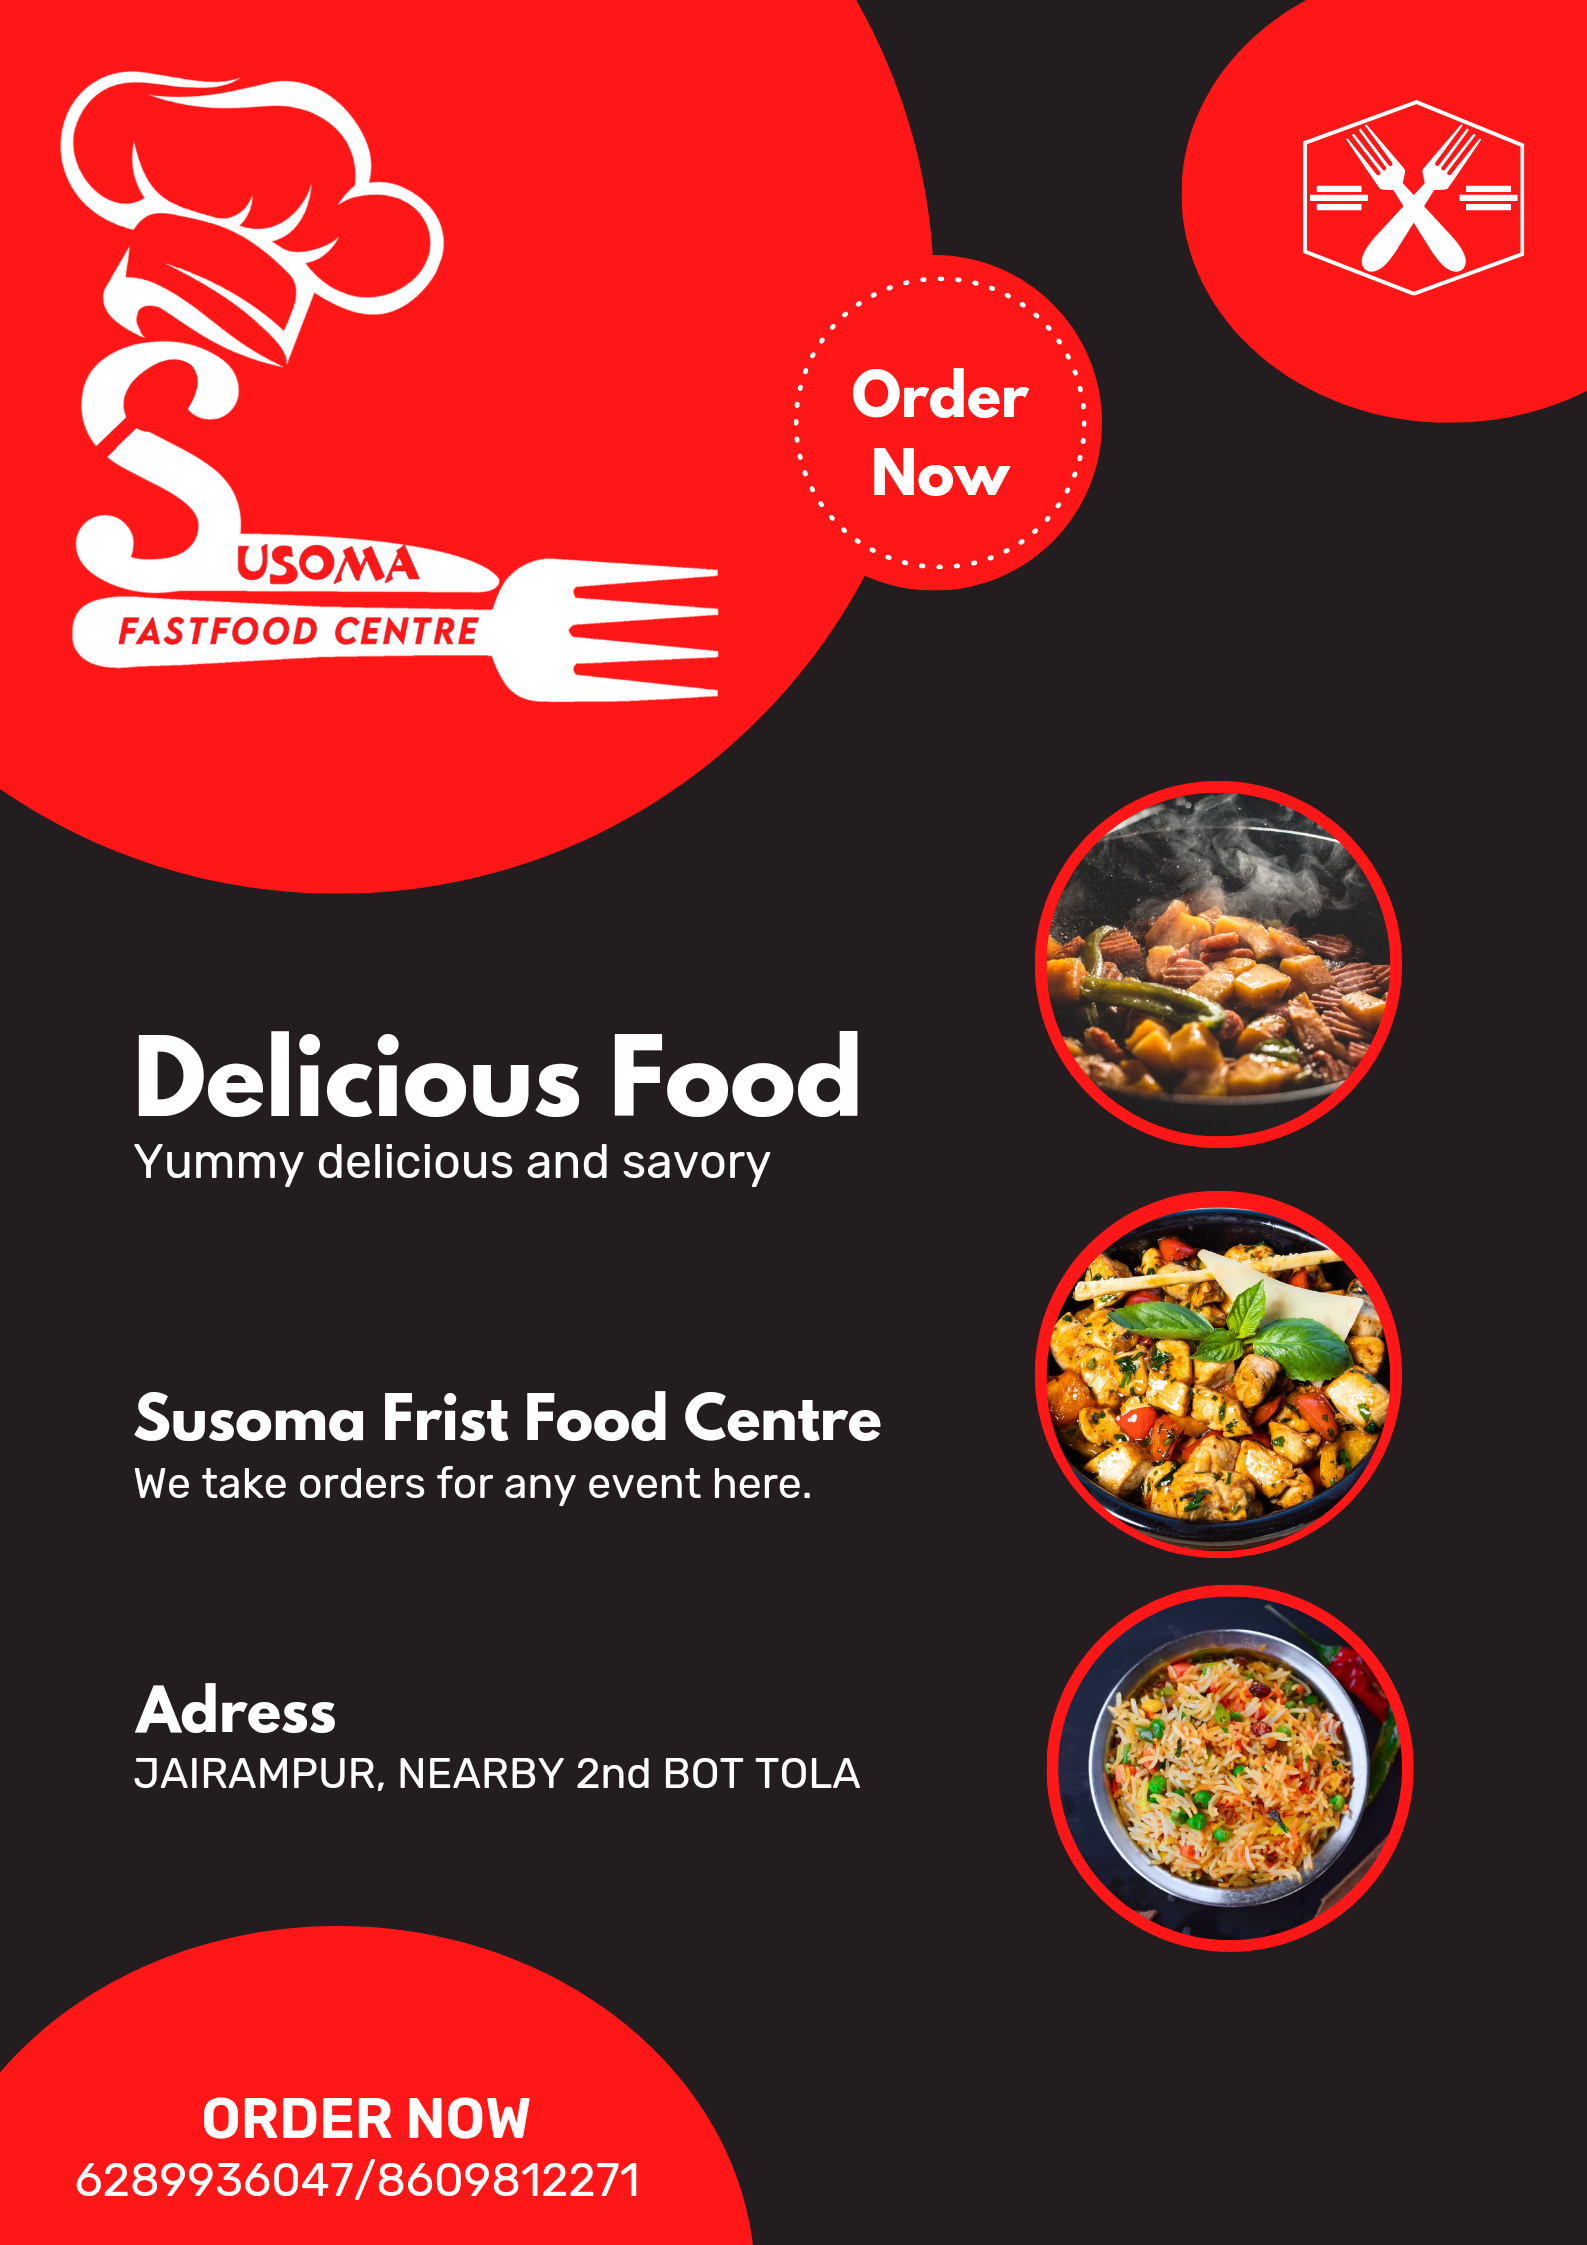 SUSOMA
FASTFOOD CENTRE
Order
Now
Delicious Food
Yummy delicious and savory
Susoma Frist Food Centre
We take orders for any event here.
Adress
JAIRAMPUR, NEARBY 2nd BOT TOLA
ORDER NOW
6289936047/8609812271